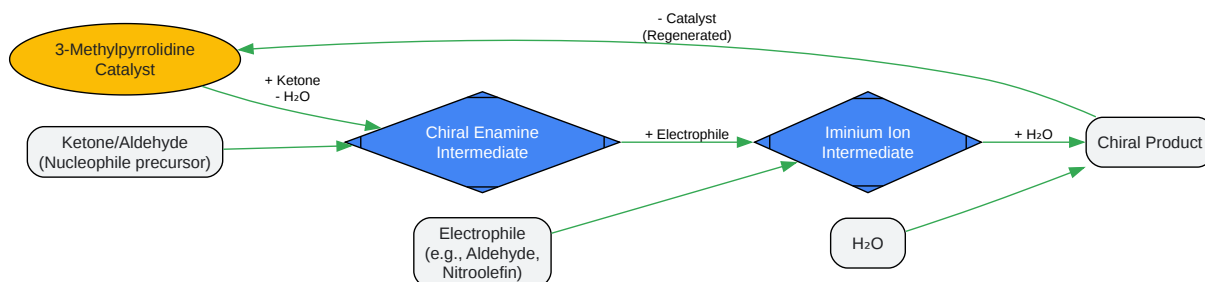 - Catalyst
(Regenerated)
3-Methylpyrrolidine
Catalyst
+ Ketone
- H₂O
Ketone/Aldehyde
(Nucleophile precursor)
Chiral Enamine
Intermediate
+ Electrophile
Iminium Ion
Intermediate
+ H₂O
Chiral Product
Electrophile
(e.g., Aldehyde,
Nitroolefin)
H₂O